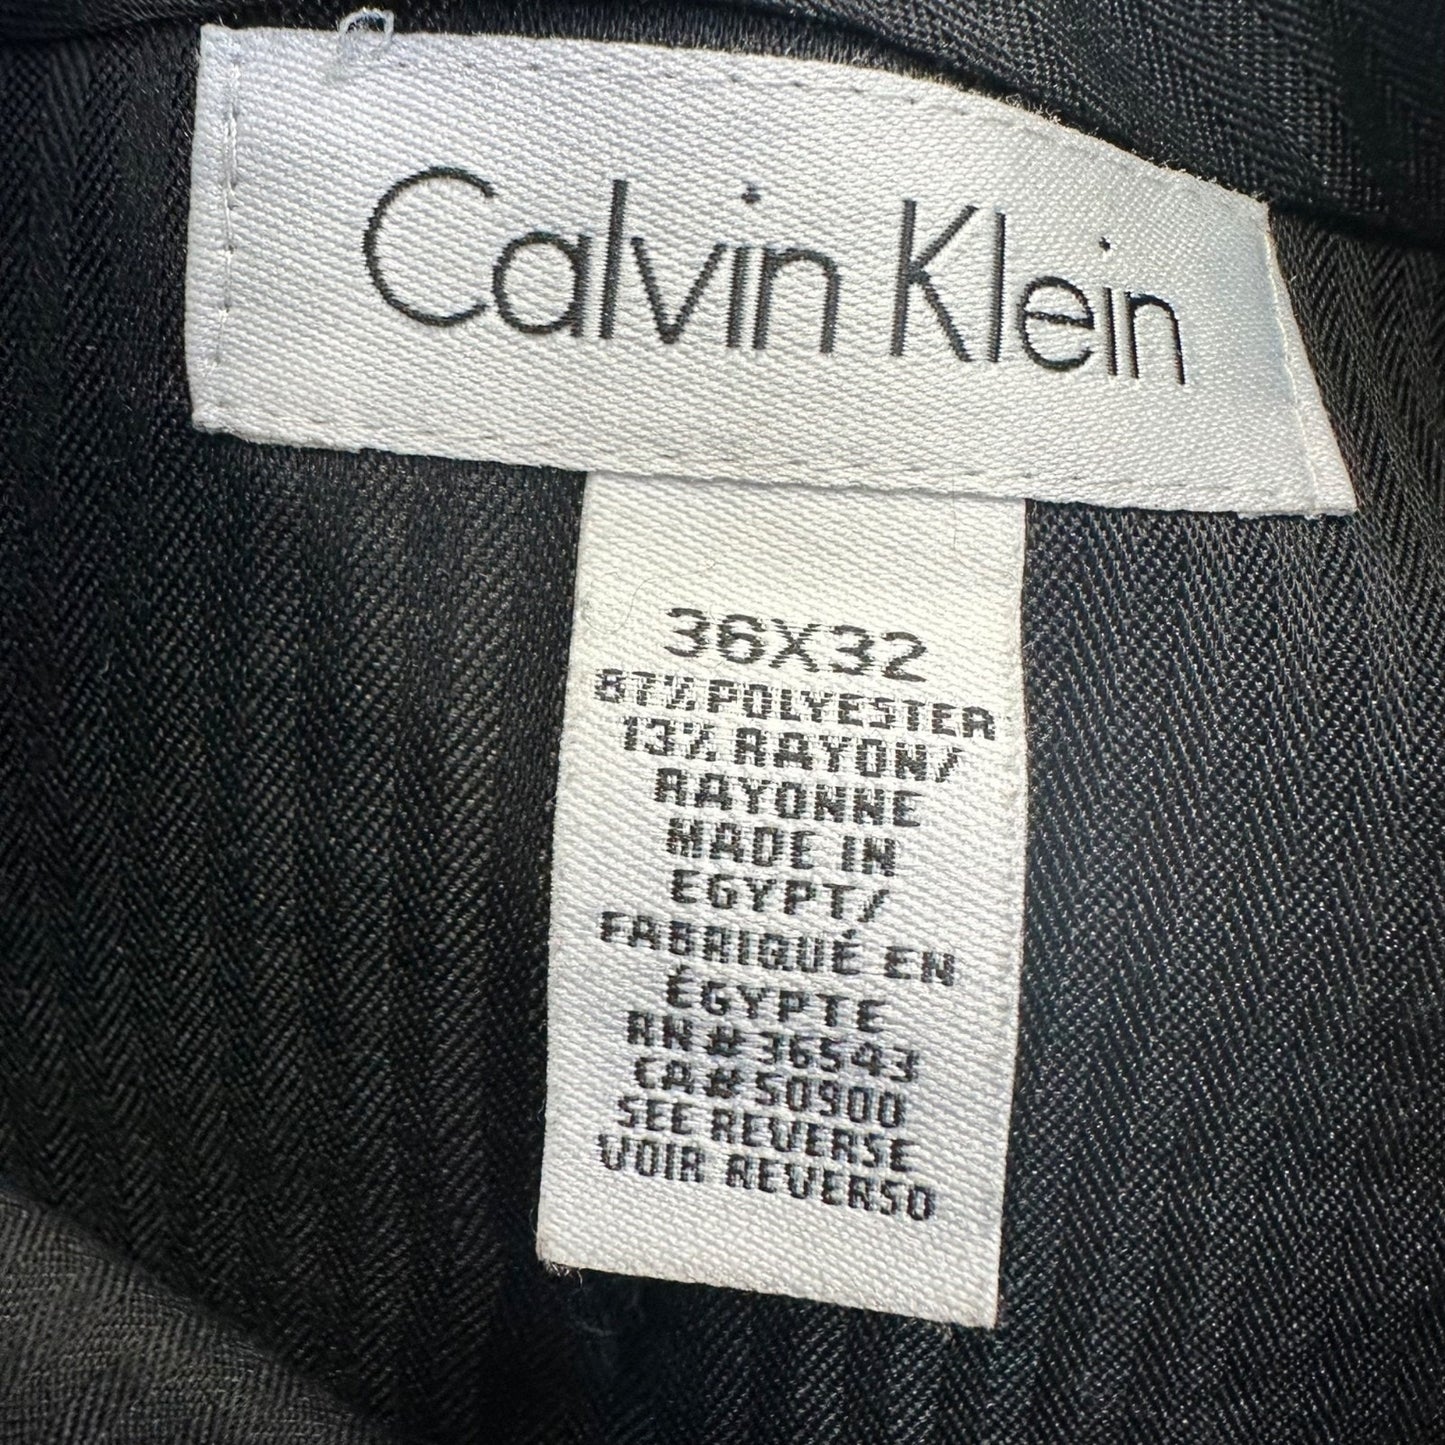 Calvin Klein
36X32
87% POLYESTER
13% RAYON/
RAYONNE
MADE IN
EGYPT/
FABRIQUÉ EN
ÉGYPTE
RN# 36543
CA# 50900
SEE REVERSE
VOIR REVERSO